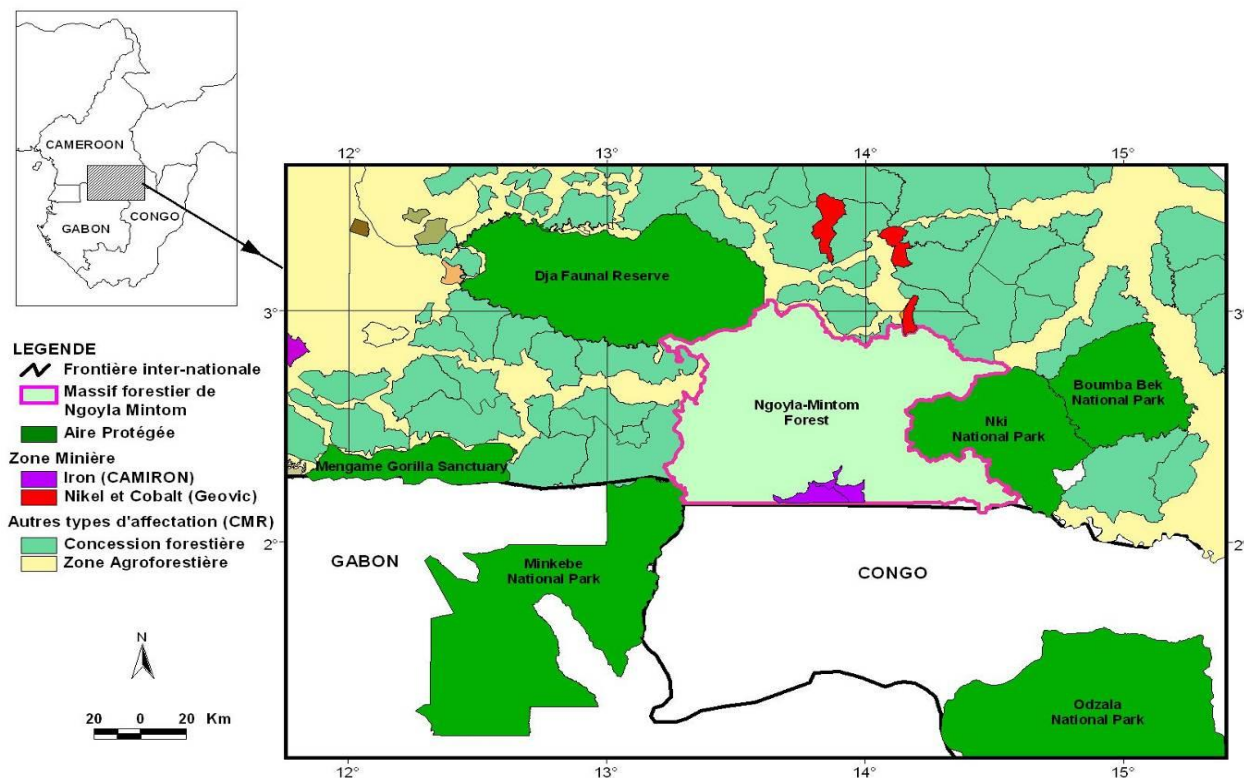 CAMEROON
GABON
CONGO
LEGENDE
Frontière inter-nationale
Massif forestier de
Ngoyla Mintom
Aire Protégée
Zone Minière
Iron (CAMIRON)
Nikel et Cobalt (Geovic)
Autres types d'affectation (CMR)
Concession forestière
Zone Agroforestière
N
20 0 20 Km
12° 13° 14° 15°
3° 3°
2° 2°
12° 13° 14° 15°
Dja Faunal Reserve
Ngoyla-Mintom
Forest
Boumba Bek
National Park
Nki
National Park
Mengame Gorilla Sanctuary
GABON
Minkebe
National Park
CONGO
Odzala
National Park